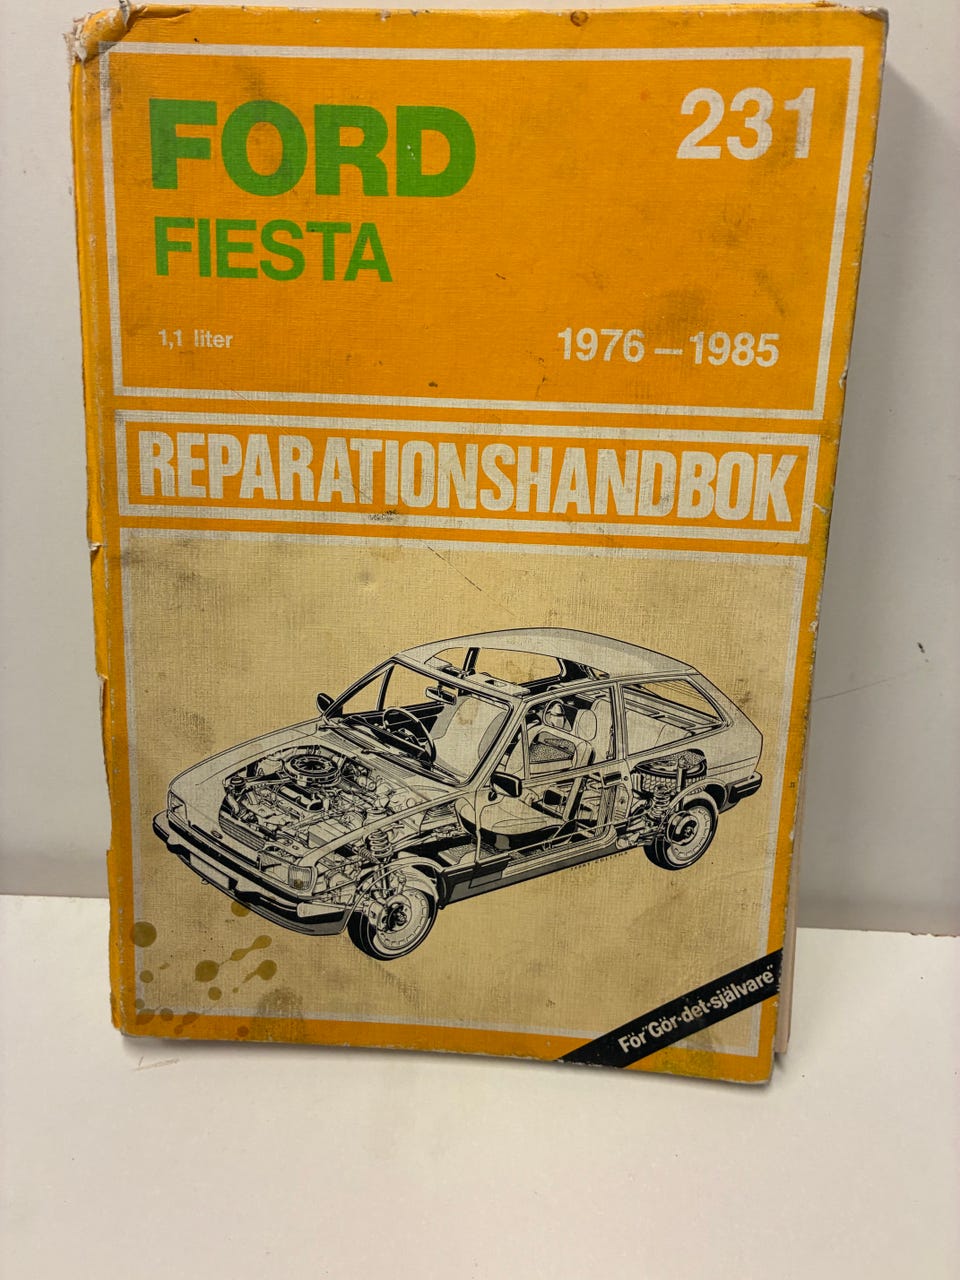 FORD
231
FIESTA
1,1 liter
1976–1985
REPARATIONSHANDBOK
För "Gör-det-självare"